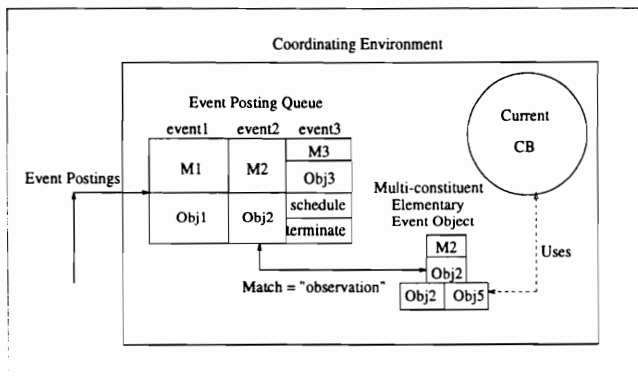 Coordinating Environment
Event Posting Queue
event1 event2 event3
M1
M2
M3
Obj3
Obj1
Obj2
schedule
terminate
Event Postings
Current
CB
Multi-constituent
Elementary
Event Object
M2
Obj2
Obj2 Obj5
Uses
Match = "observation"